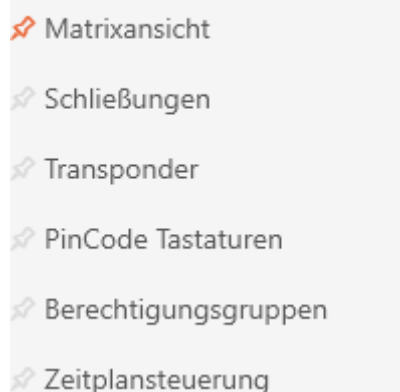 Matrixansicht
Schließungen
Transponder
PinCode Tastaturen
Berechtigungsgruppen
Zeitplansteuerung